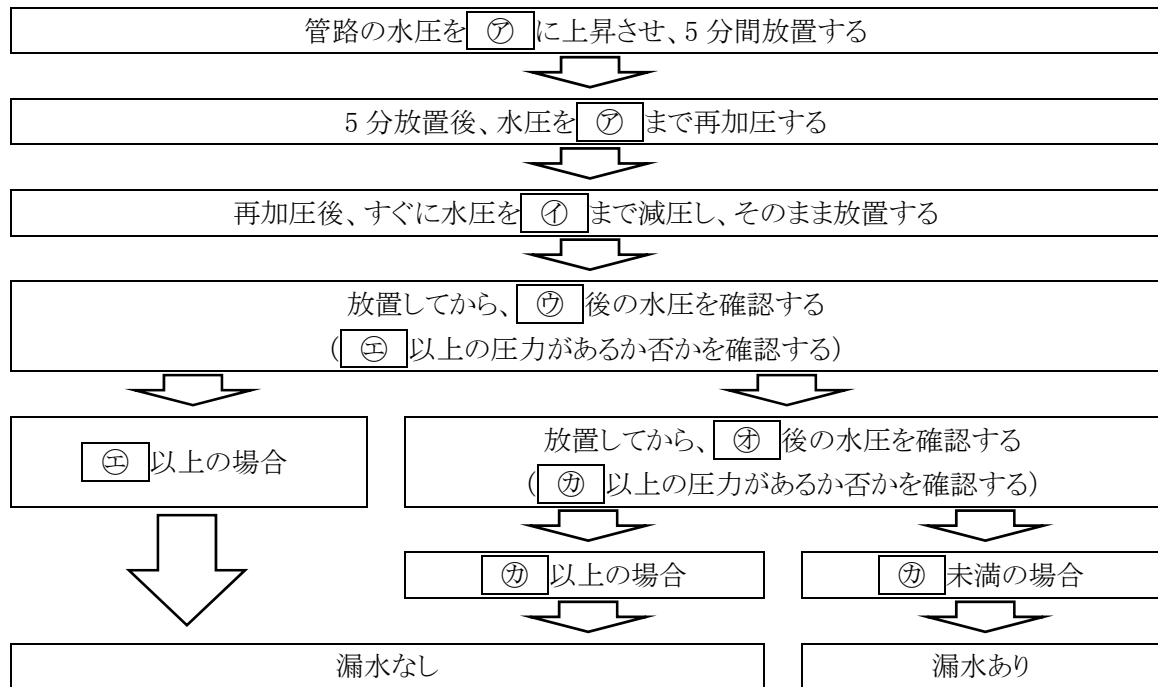 管路の水圧を ㋐ に上昇させ、5 分間放置する
5 分放置後、水圧を ㋐ まで再加圧する
再加圧後、すぐに水圧を ㋑ まで減圧し、そのまま放置する
放置してから、 ㋒ 後の水圧を確認する
( ㋓ 以上の圧力があるか否かを確認する)
㋓ 以上の場合
放置してから、 ㋔ 後の水圧を確認する
( ㋕ 以上の圧力があるか否かを確認する)
㋕ 以上の場合
㋕ 未満の場合
漏水なし
漏水あり